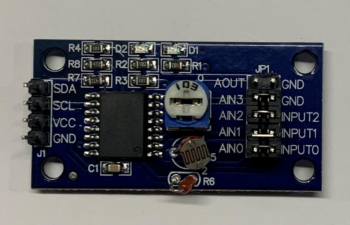 R4 D2 D1
R8 R2 R1
R7 R3
SDA
SCL
VCC
GND
J1
C1
R6
JP1
AOUT GND
AIN3 GND
AIN2 INPUT2
AIN1 INPUT1
AIN0 INPUT0